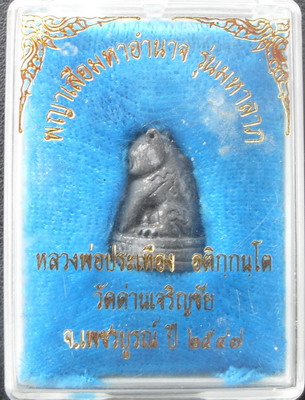 พญาเสือมหาอำนาจ รุ่นมหาลาภ
หลวงพ่อประเทือง อติกฺกนฺโต
วัดด่านเจริญชัย
จ.เพชรบูรณ์ ปี ๒๕๔๗